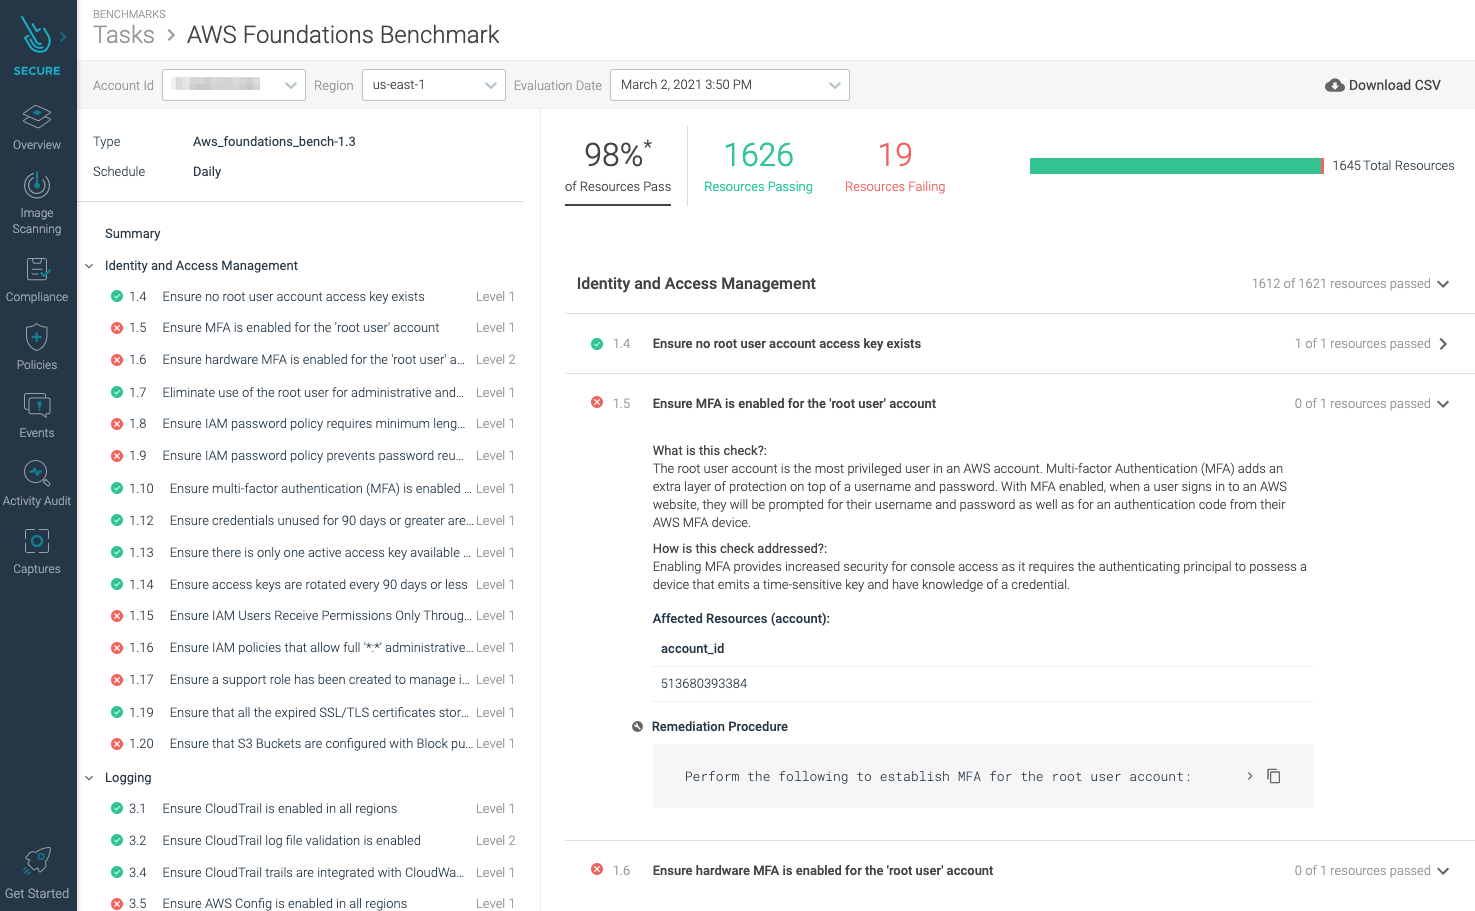 BENCHMARKS
Tasks > AWS Foundations Benchmark
SECURE
Overview
Image
Scanning
Compliance
Policies
Events
Activity Audit
Captures
Get Started
Account Id
Region us-east-1
Evaluation Date March 2, 2021 3:50 PM
Download CSV
Type Aws_foundations_bench-1.3
Schedule Daily
Summary
Identity and Access Management
1.4 Ensure no root user account access key exists Level 1
1.5 Ensure MFA is enabled for the 'root user' account Level 1
1.6 Ensure hardware MFA is enabled for the 'root user' a... Level 2
1.7 Eliminate use of the root user for administrative and... Level 1
1.8 Ensure IAM password policy requires minimum leng... Level 1
1.9 Ensure IAM password policy prevents password reu... Level 1
1.10 Ensure multi-factor authentication (MFA) is enabled ... Level 1
1.12 Ensure credentials unused for 90 days or greater are... Level 1
1.13 Ensure there is only one active access key available ... Level 1
1.14 Ensure access keys are rotated every 90 days or less Level 1
1.15 Ensure IAM Users Receive Permissions Only Throug... Level 1
1.16 Ensure IAM policies that allow full '*:*' administrative... Level 1
1.17 Ensure a support role has been created to manage i... Level 1
1.19 Ensure that all the expired SSL/TLS certificates stor... Level 1
1.20 Ensure that S3 Buckets are configured with Block pu... Level 1
Logging
3.1 Ensure CloudTrail is enabled in all regions Level 1
3.2 Ensure CloudTrail log file validation is enabled Level 2
3.4 Ensure CloudTrail trails are integrated with CloudWa... Level 1
3.5 Ensure AWS Config is enabled in all regions Level 1
98%*
of Resources Pass
1626
Resources Passing
19
Resources Failing
1645 Total Resources
Identity and Access Management 1612 of 1621 resources passed
1.4 Ensure no root user account access key exists 1 of 1 resources passed
1.5 Ensure MFA is enabled for the 'root user' account 0 of 1 resources passed
What is this check?:
The root user account is the most privileged user in an AWS account. Multi-factor Authentication (MFA) adds an
extra layer of protection on top of a username and password. With MFA enabled, when a user signs in to an AWS
website, they will be prompted for their username and password as well as for an authentication code from their
AWS MFA device.
How is this check addressed?:
Enabling MFA provides increased security for console access as it requires the authenticating principal to possess a
device that emits a time-sensitive key and have knowledge of a credential.
Affected Resources (account):
account_id
513680393384
Remediation Procedure
Perform the following to establish MFA for the root user account:
1.6 Ensure hardware MFA is enabled for the 'root user' account 0 of 1 resources passed